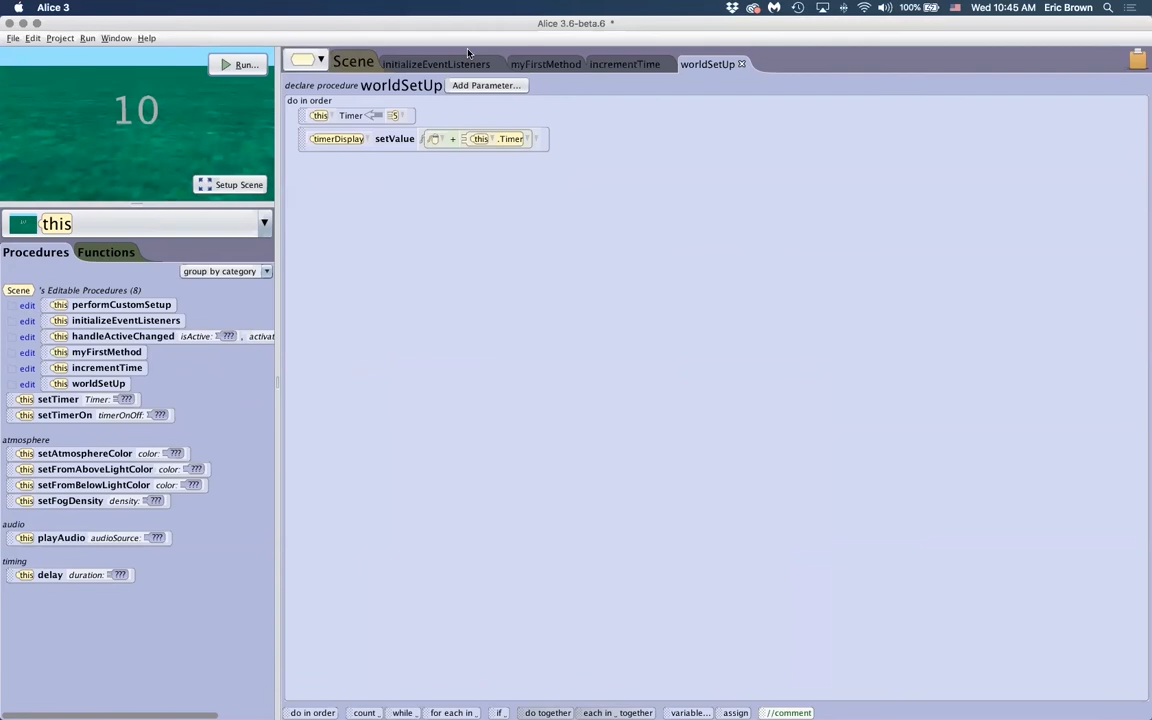 Alice 3 100% Wed 10:45 AM Eric Brown
Alice 3.6-beta.6 *
File Edit Project Run Window Help
Run...
10
Setup Scene
this
Procedures Functions
group by category
Scene 's Editable Procedures (8)
edit this performCustomSetup
edit this initializeEventListeners
edit this handleActiveChanged isActive: ??? , activat
edit this myFirstMethod
edit this incrementTime
edit this worldSetUp
this setTimer Timer: ???
this setTimerOn timerOnOff: ???
atmosphere
this setAtmosphereColor color: ???
this setFromAboveLightColor color: ???
this setFromBelowLightColor color: ???
this setFogDensity density: ???
audio
this playAudio audioSource: ???
timing
this delay duration: ???
Scene initializeEventListeners myFirstMethod incrementTime worldSetUp
declare procedure worldSetUp Add Parameter...
do in order
this Timer 5
timerDisplay setValue + this .Timer
do in order count _ while _ for each in _ if _ do together each in _ together variable... assign //comment